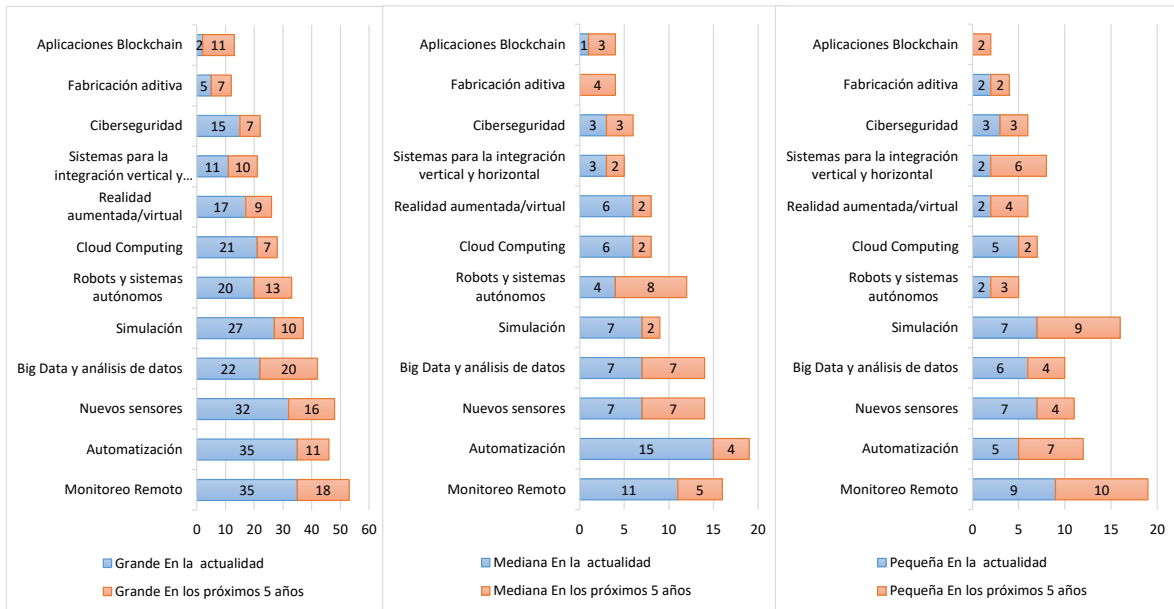 Aplicaciones Blockchain
2 11
Fabricación aditiva
5 7
Ciberseguridad
15 7
Sistemas para la
integración vertical y...
11 10
Realidad
aumentada/virtual
17 9
Cloud Computing
21 7
Robots y sistemas
autónomos
20 13
Simulación
27 10
Big Data y análisis de datos
22 20
Nuevos sensores
32 16
Automatización
35 11
Monitoreo Remoto
35 18
0 10 20 30 40 50 60
Grande En la actualidad
Grande En los próximos 5 años
Aplicaciones Blockchain
1 3
Fabricación aditiva
4
Ciberseguridad
3 3
Sistemas para la integración
vertical y horizontal
3 2
Realidad aumentada/virtual
6 2
Cloud Computing
6 2
Robots y sistemas
autónomos
4 8
Simulación
7 2
Big Data y análisis de datos
7 7
Nuevos sensores
7 7
Automatización
15 4
Monitoreo Remoto
11 5
0 5 10 15 20
Mediana En la actualidad
Mediana En los próximos 5 años
Aplicaciones Blockchain
2
Fabricación aditiva
2 2
Ciberseguridad
3 3
Sistemas para la integración
vertical y horizontal
2 6
Realidad aumentada/virtual
2 4
Cloud Computing
5 2
Robots y sistemas
autónomos
2 3
Simulación
7 9
Big Data y análisis de datos
6 4
Nuevos sensores
7 4
Automatización
5 7
Monitoreo Remoto
9 10
0 5 10 15 20
Pequeña En la actualidad
Pequeña En los próximos 5 años